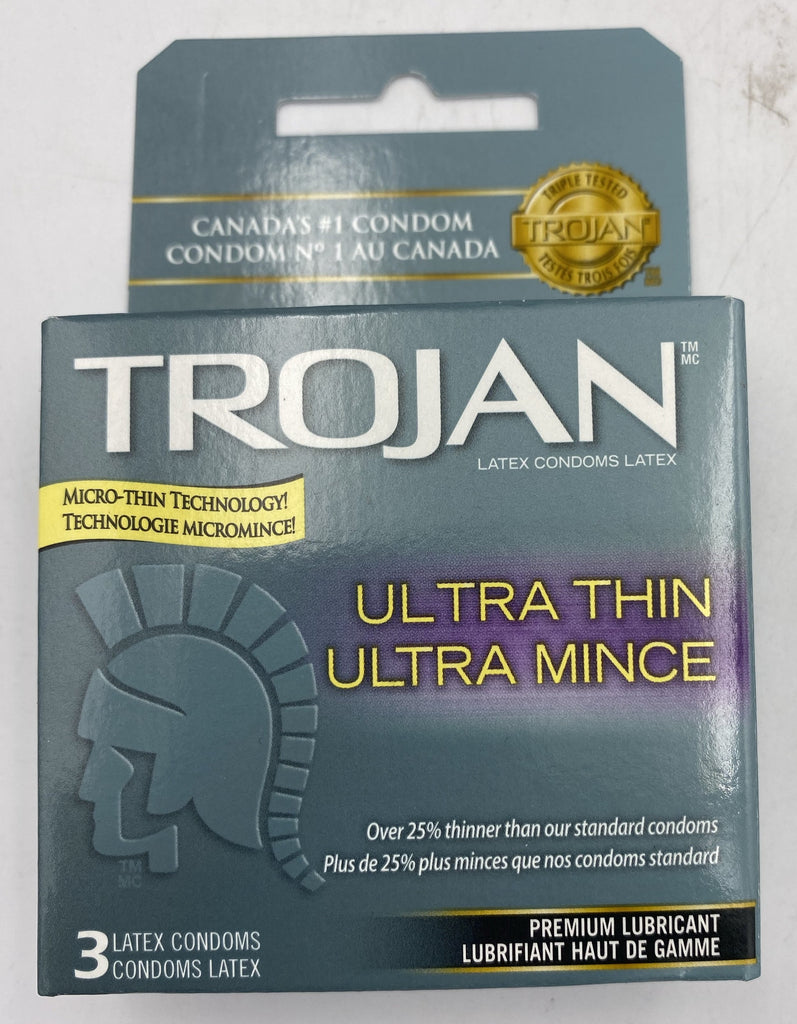 CANADA'S #1 CONDOM
CONDOM Nº 1 AU CANADA
TRIPLE TESTED
TROJAN
TESTÉS TROIS FOIS
TM
MC
TROJAN
TM
MC
LATEX CONDOMS LATEX
MICRO-THIN TECHNOLOGY!
TECHNOLOGIE MICROMINCE!
ULTRA THIN
ULTRA MINCE
Over 25% thinner than our standard condoms
Plus de 25% plus minces que nos condoms standard
TM
MC
3 LATEX CONDOMS
CONDOMS LATEX
PREMIUM LUBRICANT
LUBRIFIANT HAUT DE GAMME